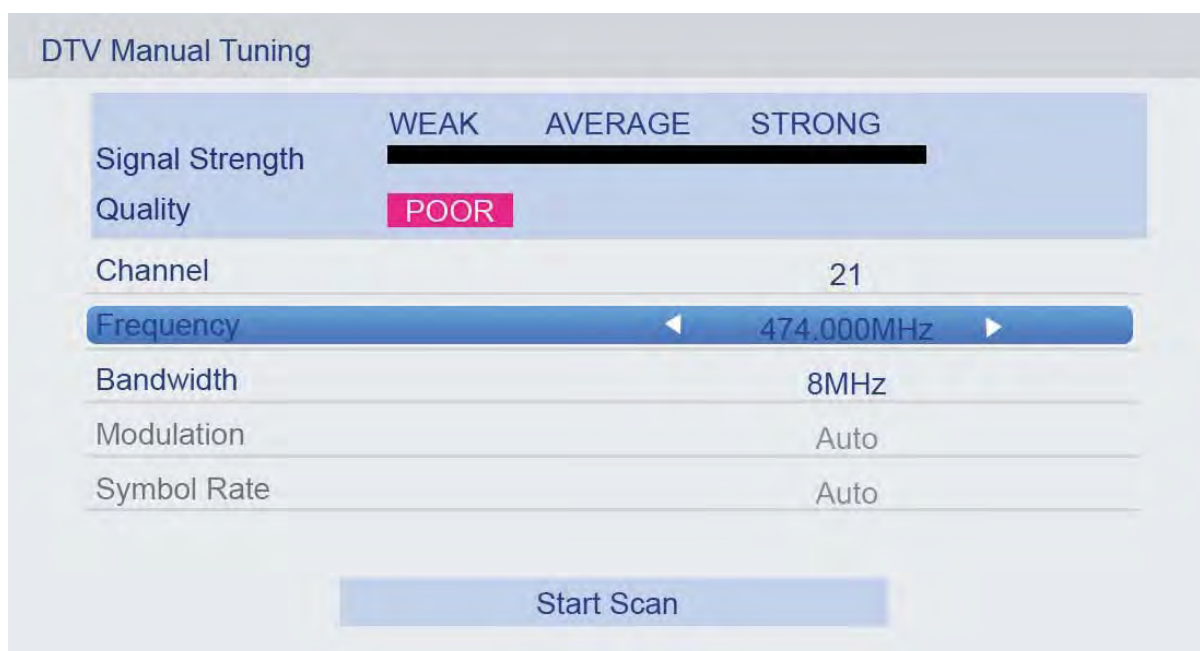 DTV Manual Tuning
WEAK AVERAGE STRONG
Signal Strength
Quality POOR
Channel 21
Frequency 474.000MHz
Bandwidth 8MHz
Modulation Auto
Symbol Rate Auto
Start Scan